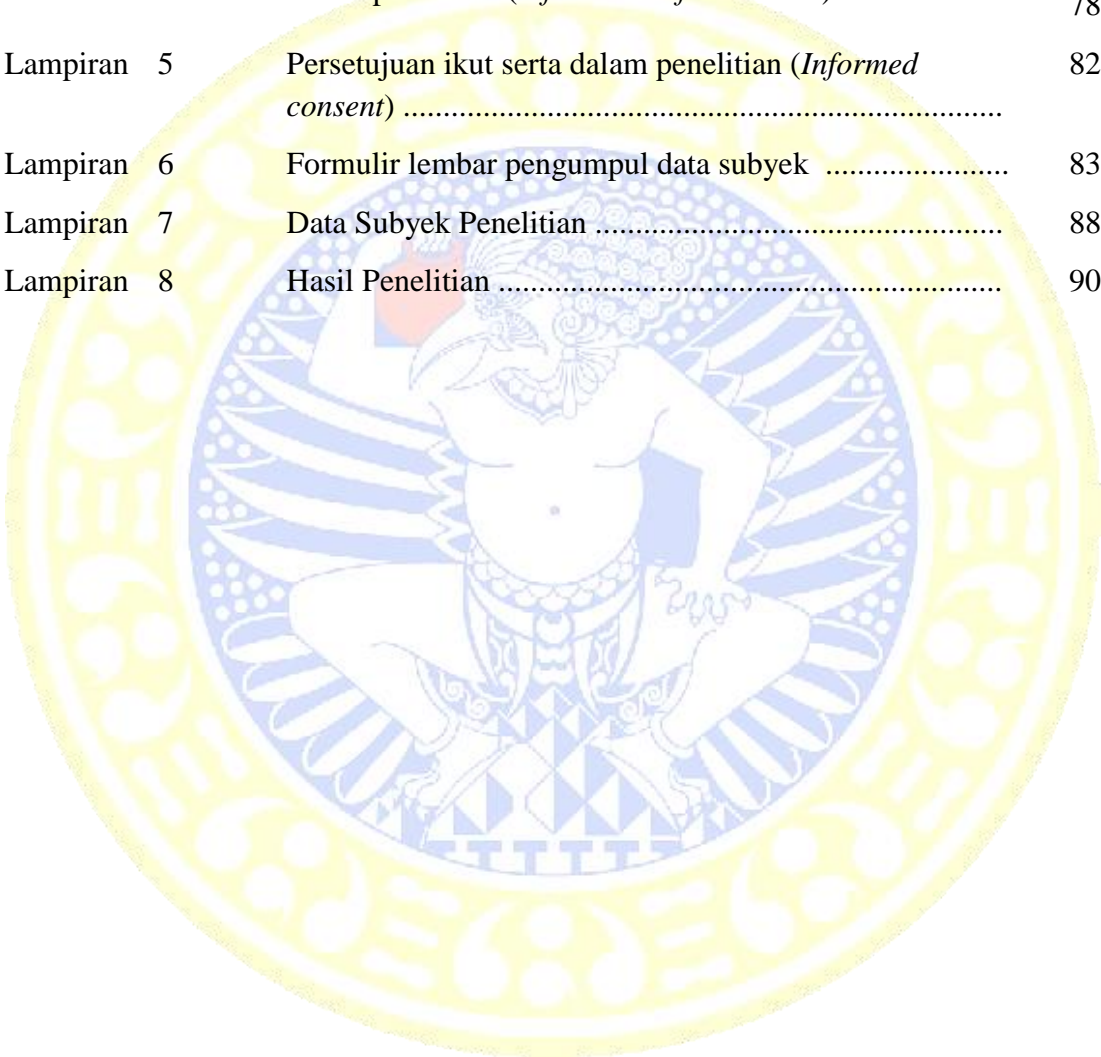 78
Lampiran 5 Persetujuan ikut serta dalam penelitian (Informed 82
consent) ...........................................................................
Lampiran 6 Formulir lembar pengumpul data subyek ....................... 83
Lampiran 7 Data Subyek Penelitian ................................................... 88
Lampiran 8 Hasil Penelitian ............................................................... 90